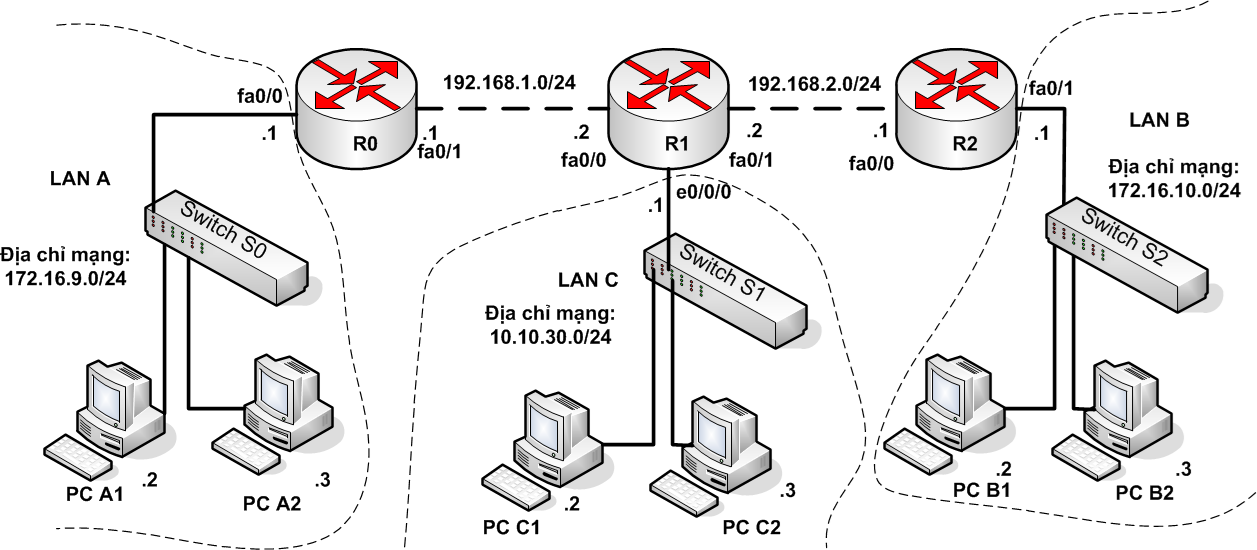 192.168.1.0/24
192.168.2.0/24
fa0/0
.1
R0
.1
fa0/1
.2
fa0/0
R1
.2
fa0/1
.1
fa0/0
R2
fa0/1
.1
LAN A
Địa chỉ mạng:
172.16.9.0/24
Switch S0
PC A1
.2
PC A2
.3
e0/0/0
.1
LAN C
Địa chỉ mạng:
10.10.30.0/24
Switch S1
PC C1
.2
PC C2
.3
LAN B
Địa chỉ mạng:
172.16.10.0/24
Switch S2
PC B1
.2
PC B2
.3